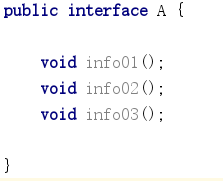 public interface A {
void info01();
void info02();
void info03();
}